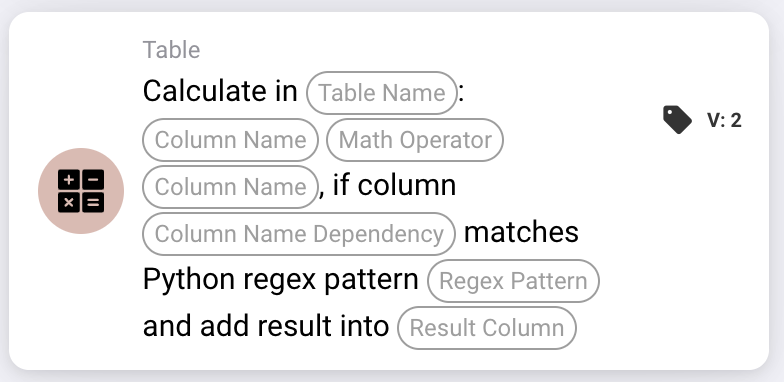 Table
Calculate in Table Name:
V: 2
Column Name Math Operator
Column Name, if column
Column Name Dependency matches
Python regex pattern Regex Pattern
and add result into Result Column